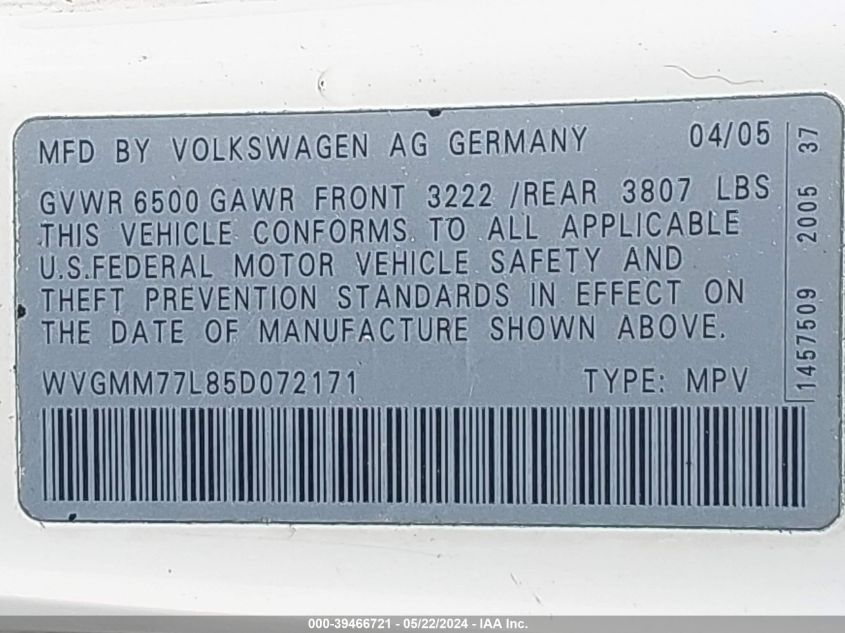 MFD BY VOLKSWAGEN AG GERMANY 04/05
GVWR 6500 GAWR FRONT 3222 /REAR 3807 LBS
THIS VEHICLE CONFORMS TO ALL APPLICABLE
U.S.FEDERAL MOTOR VEHICLE SAFETY AND
THEFT PREVENTION STANDARDS IN EFFECT ON
THE DATE OF MANUFACTURE SHOWN ABOVE.
WVGMM77L85D072171 TYPE: MPV
1457509 2005 37
000-39466721 - 05/22/2024 - IAA Inc.